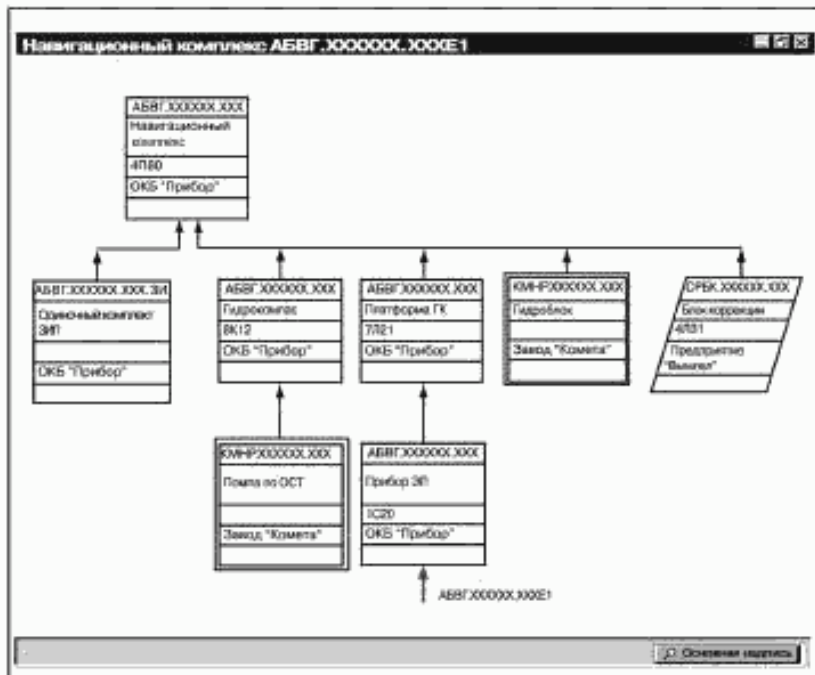 Навигационный комплекс АБВГ.XXXXXX.XXXE1
АБВГ.XXXXXX.XXX
Навигационный
комплекс
4П80
ОКБ "Прибор"
АБВГ.XXXXXX.XXX.ЗИ
Одиночный комплект
ЗИП
ОКБ "Прибор"
АБВГ.XXXXXX.XXX
Гидрокомпас
8К12
ОКБ "Прибор"
АБВГ.XXXXXX.XXX
Платформа ГК
7Л21
ОКБ "Прибор"
КМНР.XXXXXX.XXX
Гидроблок
Завод "Комета"
СРБК.XXXXXX.XXX
Блок коррекции
4Л31
Предприятие
"Вымпел"
КМНР.XXXXXX.XXX
Помпа по ОСТ
Завод "Комета"
АБВГ.XXXXXX.XXX
Прибор ЭП
1С20
ОКБ "Прибор"
АБВГ.XXXXXX.XXXE1
Основная надпись